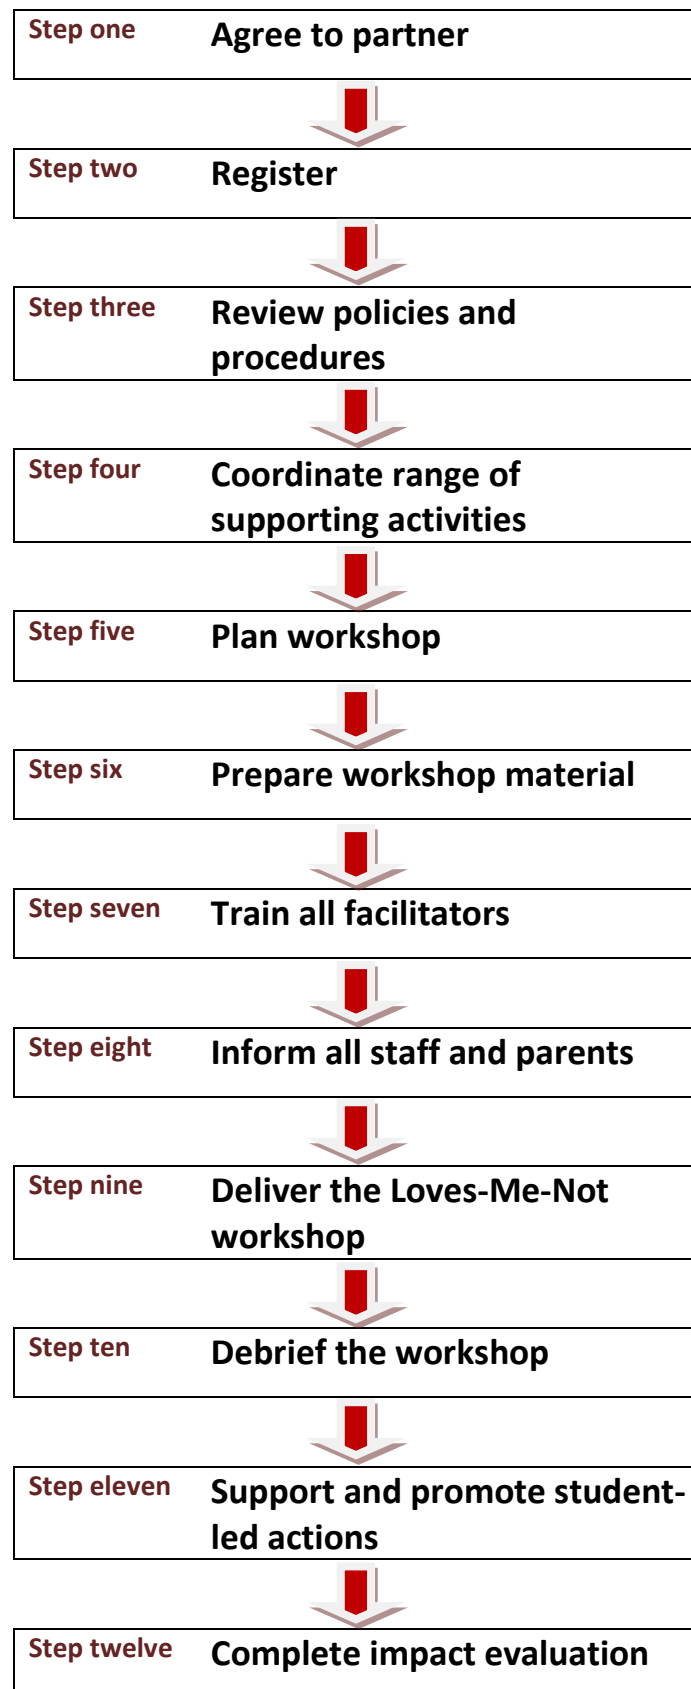 Step one Agree to partner
Step two Register
Step three Review policies and
procedures
Step four Coordinate range of
supporting activities
Step five Plan workshop
Step six Prepare workshop material
Step seven Train all facilitators
Step eight Inform all staff and parents
Step nine Deliver the Loves-Me-Not
workshop
Step ten Debrief the workshop
Step eleven Support and promote student-
led actions
Step twelve Complete impact evaluation